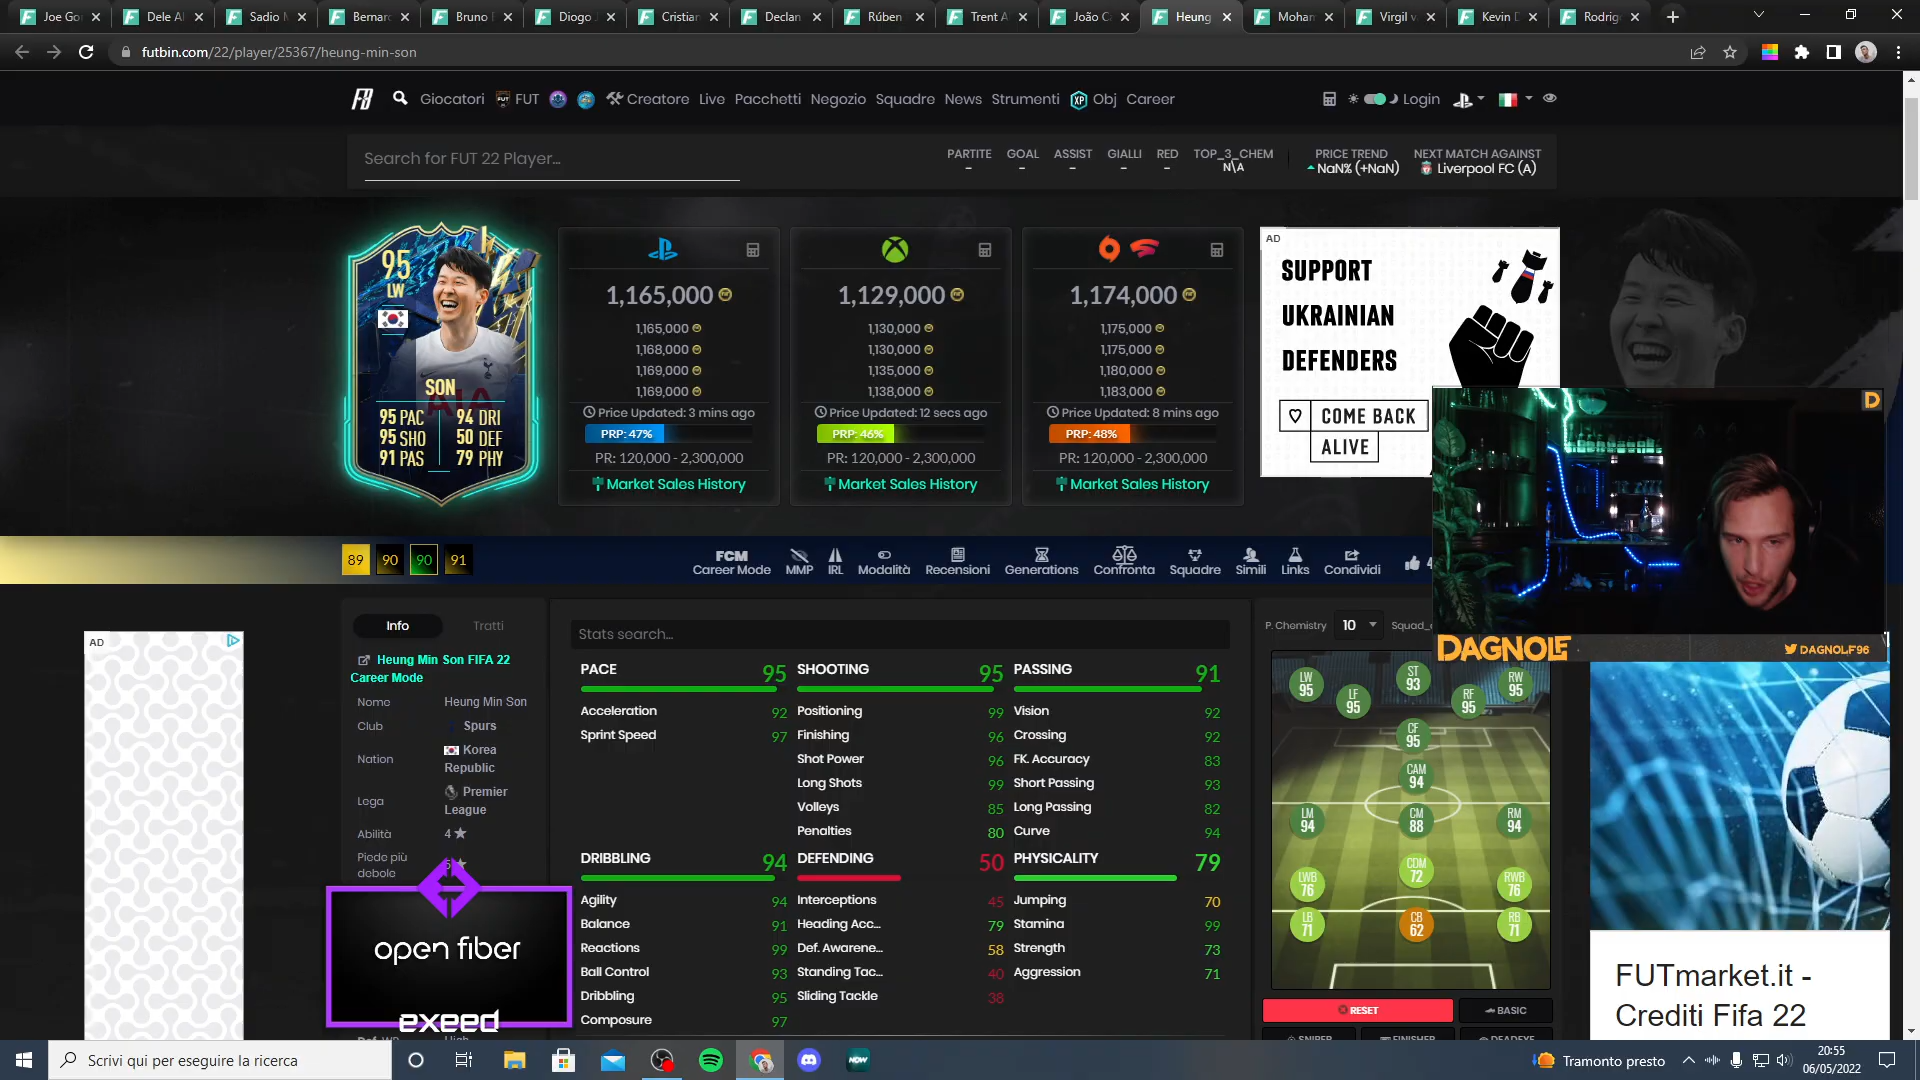 Joe Go
Dele Al
Sadio M
Bernarc
Bruno
Diogo J
Cristian
Declan
Rúben
Trent A
João Ca
Heung
Moham
Virgil v
Kevin D
Rodrig
futbin.com/22/player/25367/heung-min-son
Giocatori FUT Creatore Live Pacchetti Negozio Squadre News Strumenti Obj Career Login
Search for FUT 22 Player...
PARTITE GOAL ASSIST GIALLI RED TOP_3_CHEM PRICE TREND NEXT MATCH AGAINST
- - - - - N\A NaN% (+NaN) Liverpool FC (A)
95
LW
SON
95 PAC 94 DRI
95 SHO 50 DEF
91 PAS 79 PHY
1,165,000
1,165,000
1,168,000
1,169,000
1,169,000
Price Updated: 3 mins ago
PRP: 47%
PR: 120,000 - 2,300,000
Market Sales History
1,129,000
1,130,000
1,130,000
1,135,000
1,138,000
Price Updated: 12 secs ago
PRP: 46%
PR: 120,000 - 2,300,000
Market Sales History
1,174,000
1,175,000
1,175,000
1,180,000
1,183,000
Price Updated: 8 mins ago
PRP: 48%
PR: 120,000 - 2,300,000
Market Sales History
AD
SUPPORT
UKRAINIAN
DEFENDERS
COME BACK
ALIVE
D
DAGNOLF
DAGNOLF96
89 90 90 91
FCM
Career Mode MMP IRL Modalità Recensioni Generations Confronta Squadre Simili Links Condividi 4
AD
Info Tratti
Heung Min Son FIFA 22
Career Mode
Nome Heung Min Son
Club Spurs
Nation Korea
Republic
Lega Premier
League
Abilità 4
Piede più
debole
High
open fiber
exeed
Stats search...
PACE 95
Acceleration 92
Sprint Speed 97
SHOOTING 95
Positioning 99
Finishing 96
Shot Power 96
Long Shots 99
Volleys 85
Penalties 80
PASSING 91
Vision 92
Crossing 92
FK. Accuracy 83
Short Passing 93
Long Passing 82
Curve 94
DRIBBLING 94
Agility 94
Balance 91
Reactions 99
Ball Control 93
Dribbling 95
Composure 97
DEFENDING 50
Interceptions 45
Heading Acc... 79
Def. Awarene... 58
Standing Tac... 40
Sliding Tackle 38
PHYSICALITY 79
Jumping 70
Stamina 99
Strength 73
Aggression 71
P. Chemistry 10 Squad_
LW 95
ST 93
RW 95
LF 95
RF 95
CF 95
CAM 94
LM 94
CM 88
RM 94
CDM 72
LWB 76
RWB 76
LB 71
CB 62
RB 71
RESET BASIC
SNIPER FINISHER DEADEYE
FUTmarket.it -
Crediti Fifa 22
Scrivi qui per eseguire la ricerca
NOW
Tramonto presto
20:55
06/05/2022